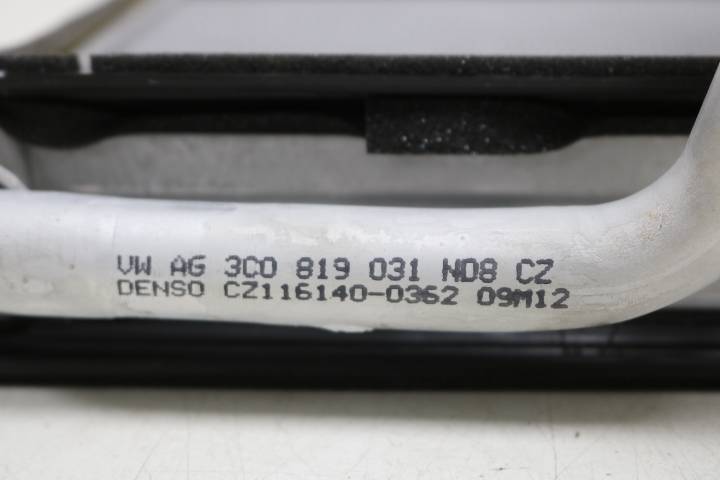 VW AG 3C0 819 031 ND8 CZ
DENSO CZ116140-0362 09M12